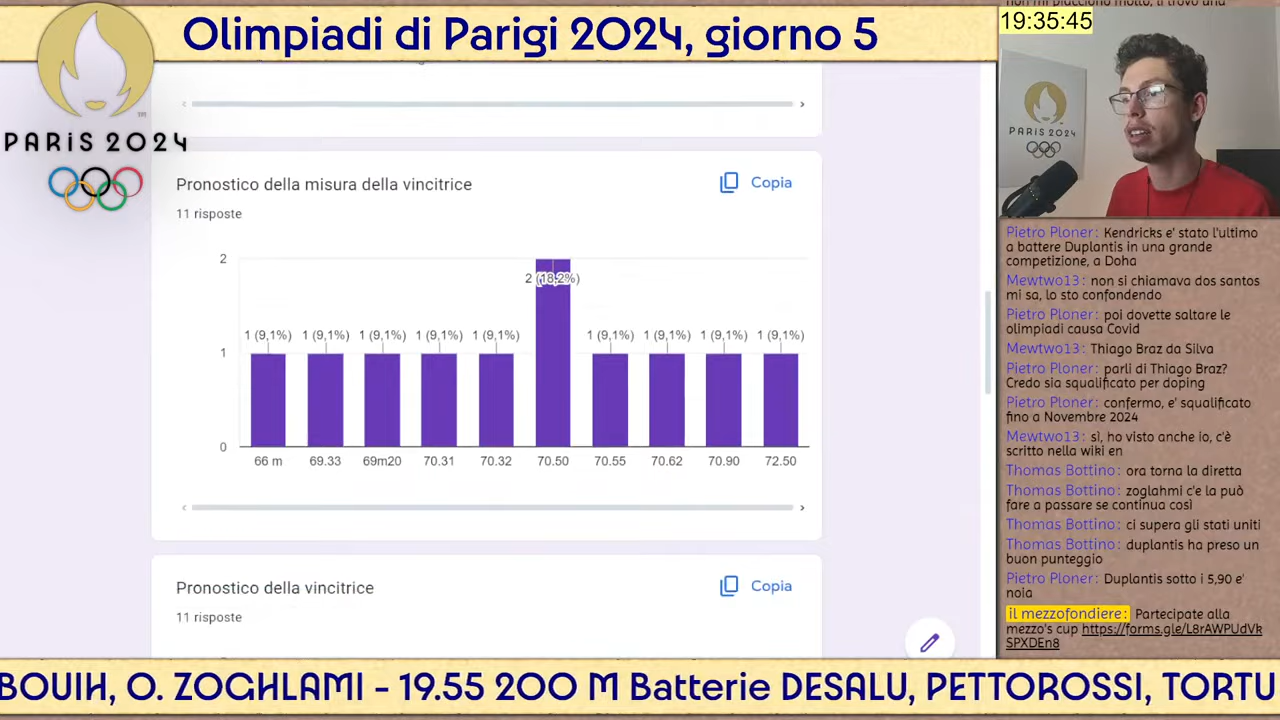 Olimpiadi di Parigi 2024, giorno 5
19:35:45
PARIS 2024
PARIS 2024
Pronostico della misura della vincitrice
Copia
11 risposte
2
1
0
1 (9,1%) 1 (9,1%) 1 (9,1%) 1 (9,1%) 1 (9,1%) 2 (18,2%) 1 (9,1%) 1 (9,1%) 1 (9,1%) 1 (9,1%)
66 m 69.33 69m20 70.31 70.32 70.50 70.55 70.62 70.90 72.50
Pronostico della vincitrice
Copia
11 risposte
Pietro Ploner: Kendricks e' stato l'ultimo
a battere Duplantis in una grande
competizione, a Doha
Mewtwo13: non si chiamava dos santos
mi sa, lo sto confondendo
Pietro Ploner: poi dovette saltare le
olimpiadi causa Covid
Mewtwo13: Thiago Braz da Silva
Pietro Ploner: parli di Thiago Braz?
Credo sia squalificato per doping
Pietro Ploner: confermo, e' squalificato
fino a Novembre 2024
Mewtwo13: sì, ho visto anche io, c'è
scritto nella wiki en
Thomas Bottino: ora torna la diretta
Thomas Bottino: zoglahmi c'e la può
fare a passare se continua così
Thomas Bottino: ci supera gli stati uniti
Thomas Bottino: duplantis ha preso un
buon punteggio
Pietro Ploner: Duplantis sotto i 5,90 e'
noia
il mezzofondiere: Partecipate alla
mezzo's cup https://forms.gle/L8rAWPUdVk
SPXDEn8
BOUIH, O. ZOGHLAMI - 19.55 200 M Batterie DESALU, PETTOROSSI, TORTU